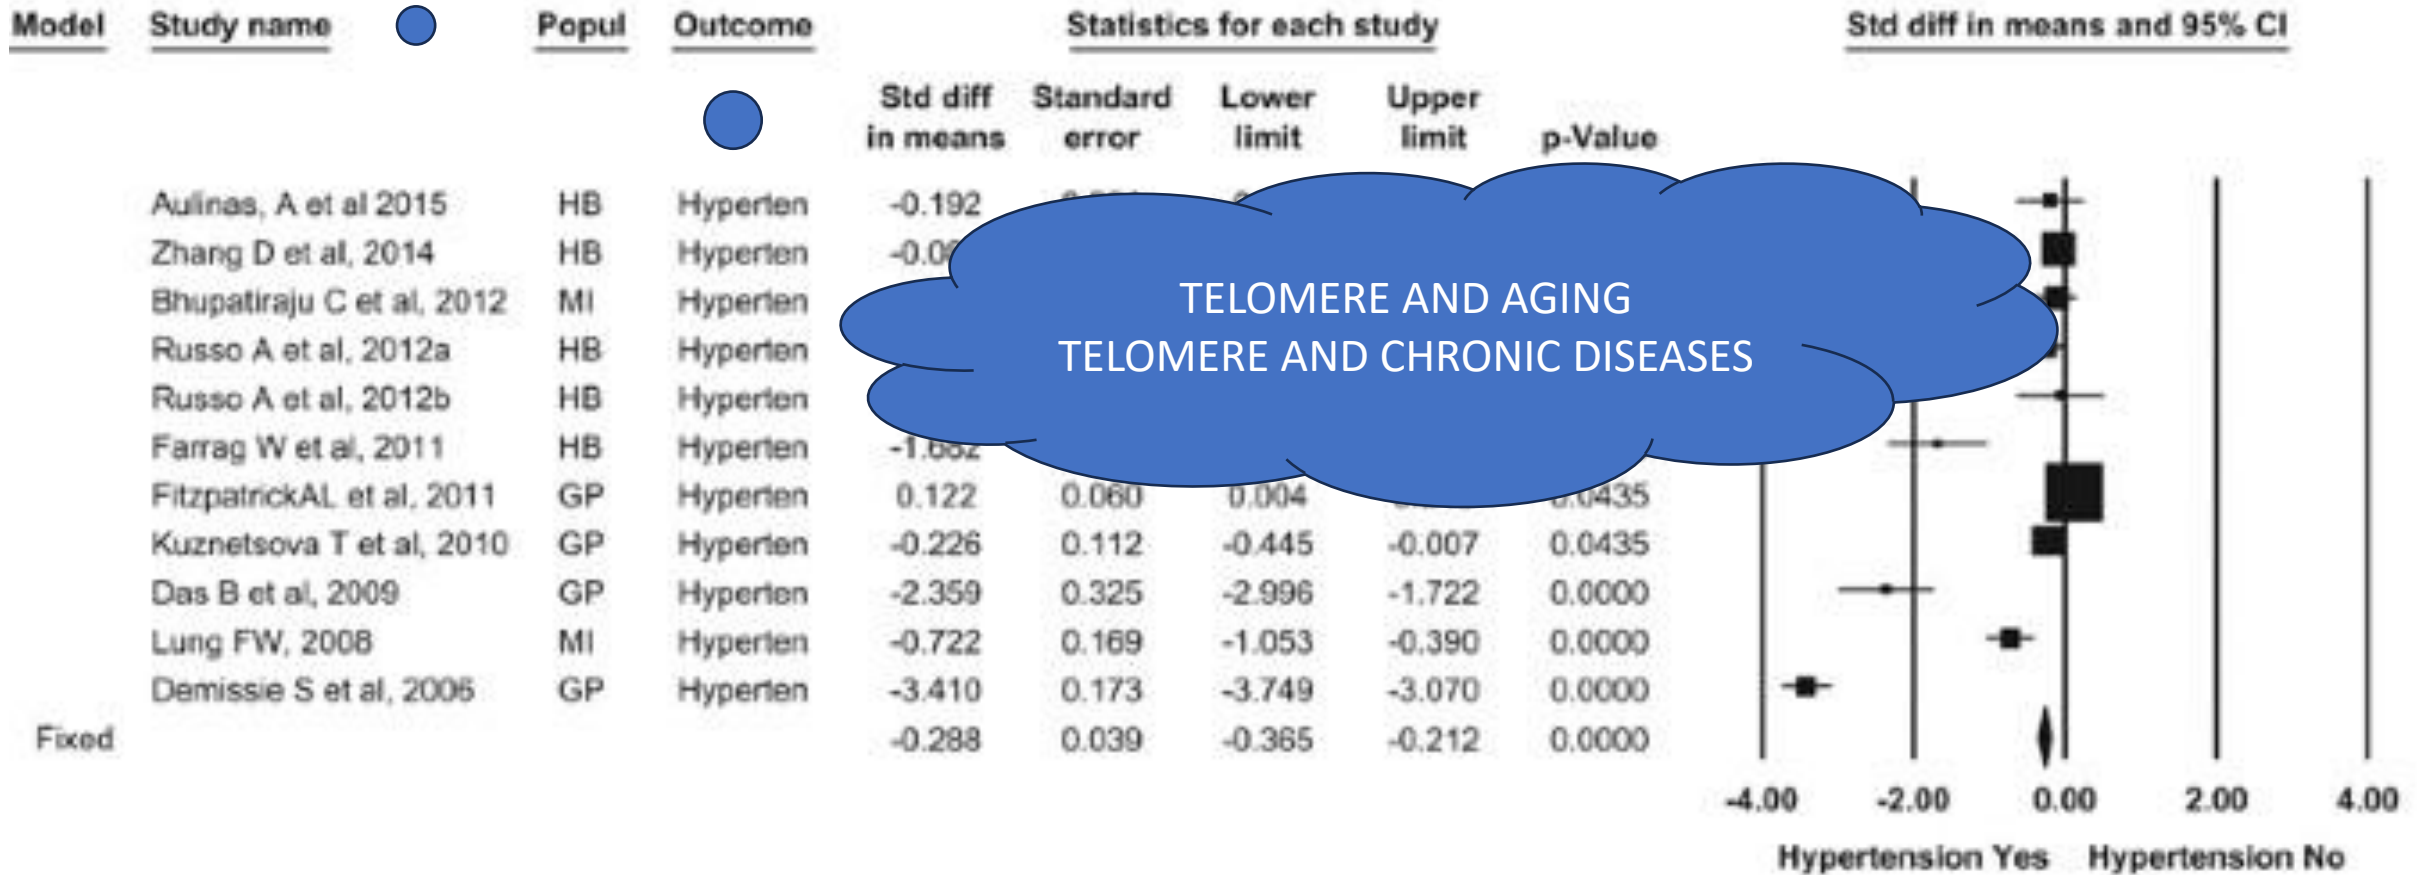 Model Study name Popul Outcome Statistics for each study Std diff in means and 95% CI
Std diff in means Standard error Lower limit Upper limit p-Value
Aulinas, A et al 2015 HB Hyperten -0.192
Zhang D et al, 2014 HB Hyperten
Bhupatiraju C et al, 2012 MI Hyperten
Russo A et al, 2012a HB Hyperten
Russo A et al, 2012b HB Hyperten
Farrag W et al, 2011 HB Hyperten -1.682
FitzpatrickAL et al, 2011 GP Hyperten 0.122 0.060 0.004 0.0435
Kuznetsova T et al, 2010 GP Hyperten -0.226 0.112 -0.445 -0.007 0.0435
Das B et al, 2009 GP Hyperten -2.359 0.325 -2.996 -1.722 0.0000
Lung FW, 2008 MI Hyperten -0.722 0.169 -1.053 -0.390 0.0000
Demissie S et al, 2006 GP Hyperten -3.410 0.173 -3.749 -3.070 0.0000
Fixed -0.288 0.039 -0.365 -0.212 0.0000
TELOMERE AND AGING
TELOMERE AND CHRONIC DISEASES
-4.00 -2.00 0.00 2.00 4.00
Hypertension Yes Hypertension No